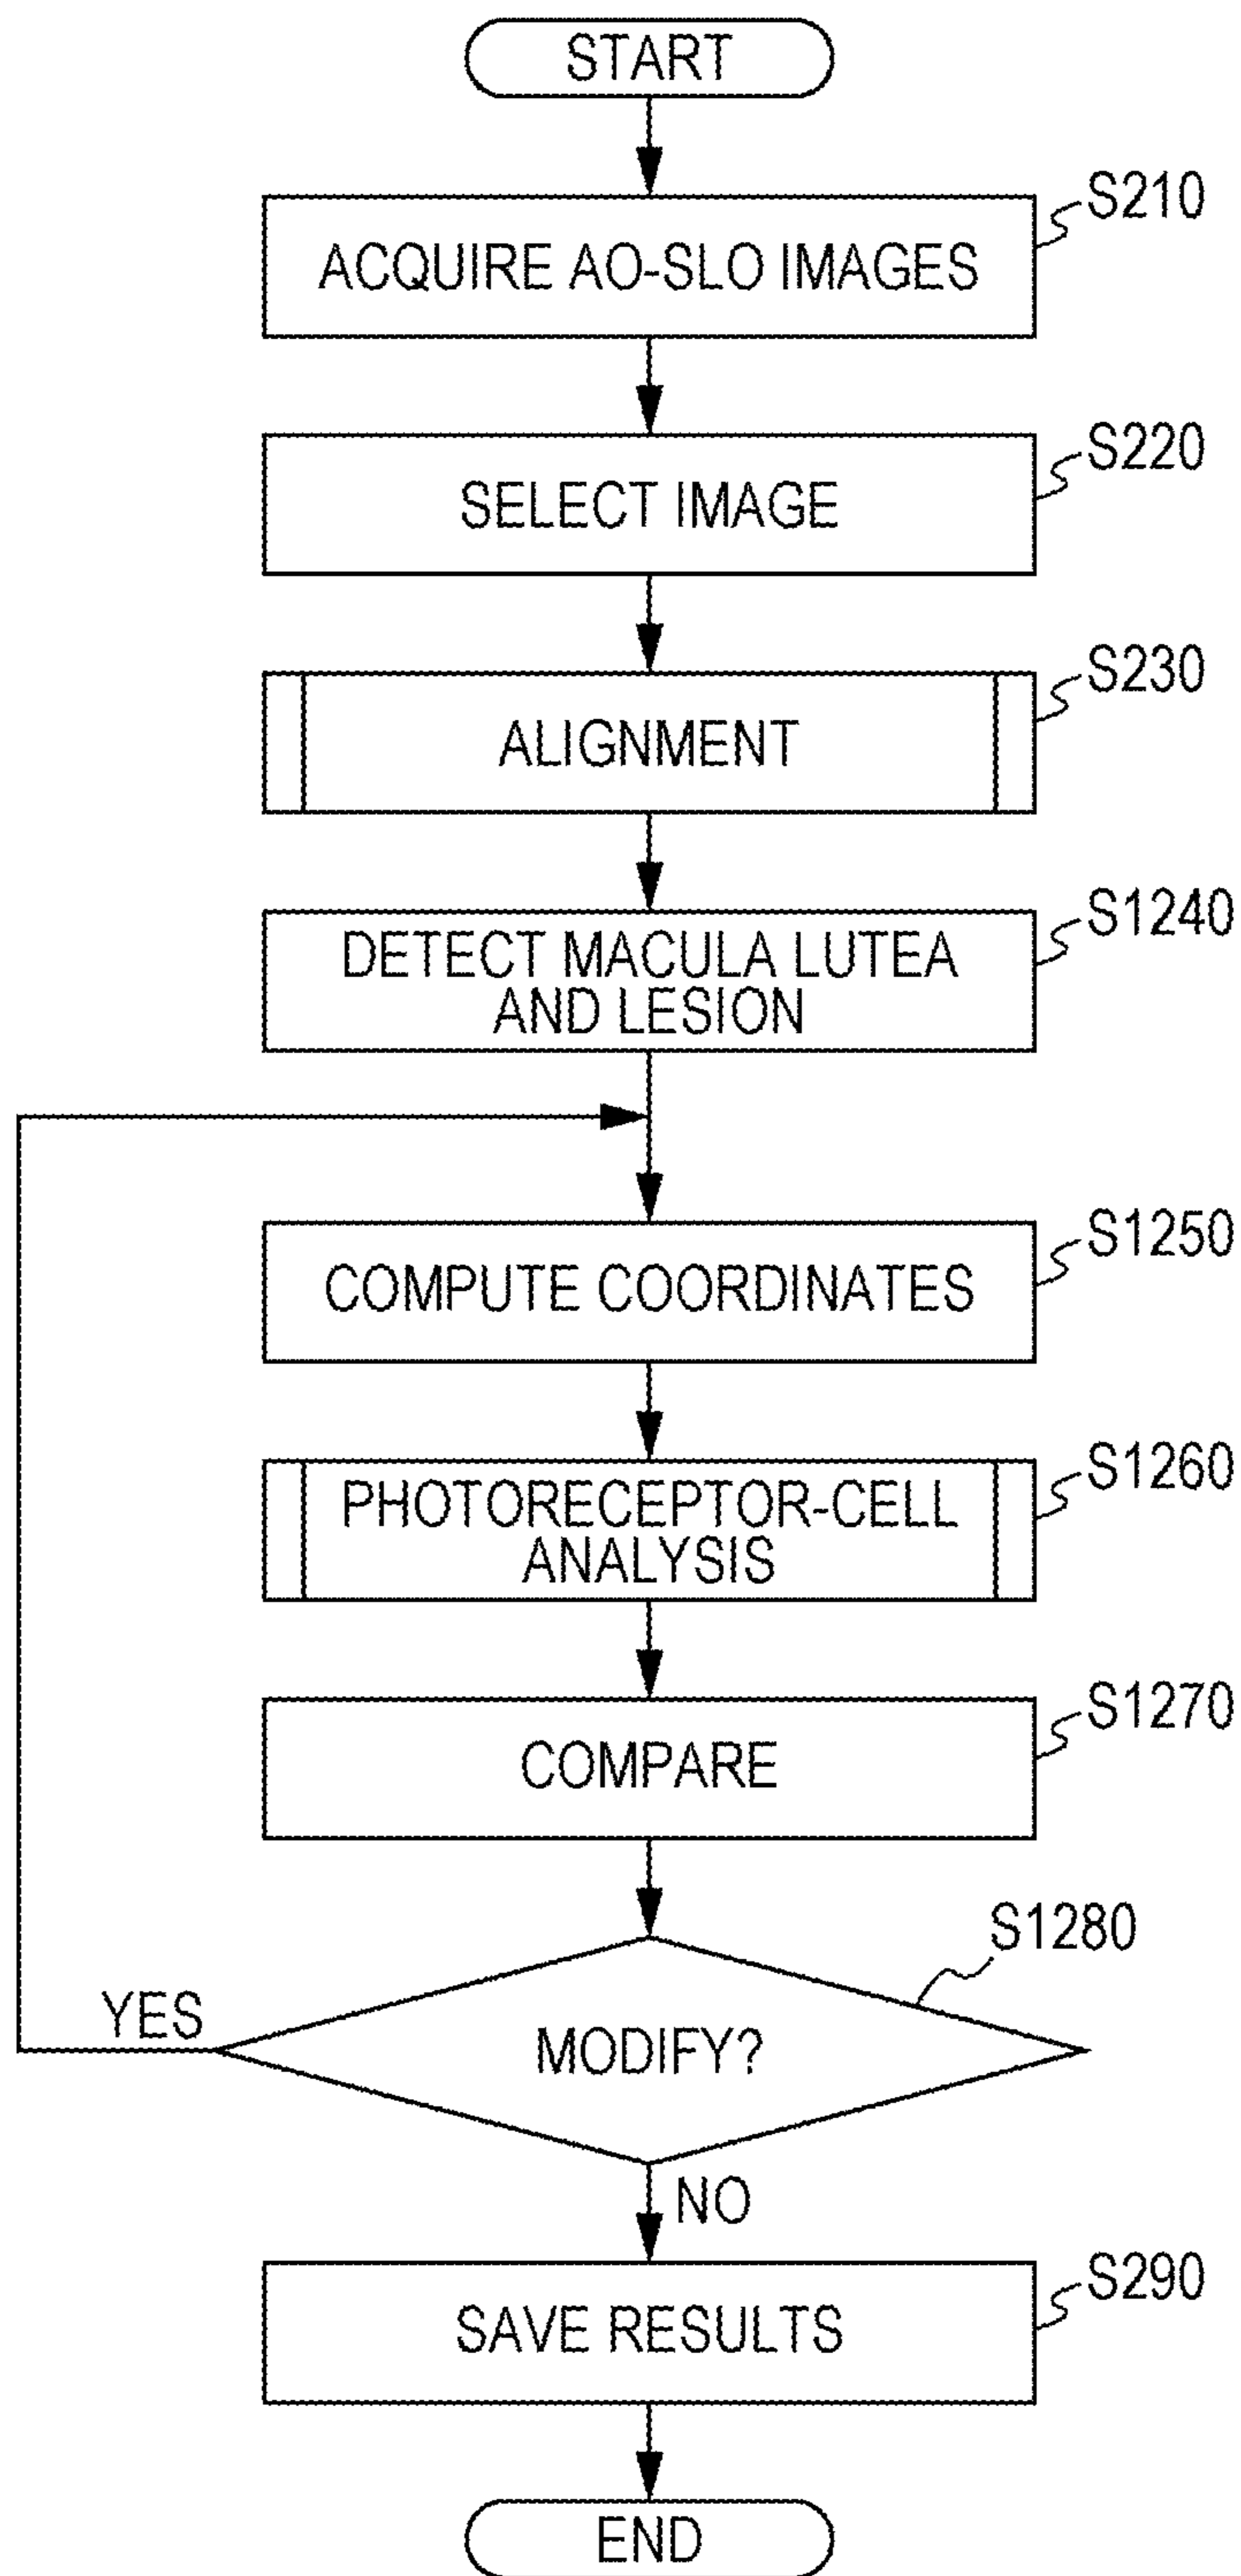 START
S210
ACQUIRE AO-SLO IMAGES
S220
SELECT IMAGE
S230
ALIGNMENT
S1240
DETECT MACULA LUTEA
AND LESION
S1250
COMPUTE COORDINATES
S1260
PHOTORECEPTOR-CELL
ANALYSIS
S1270
COMPARE
S1280
YES
MODIFY?
NO
S290
SAVE RESULTS
END